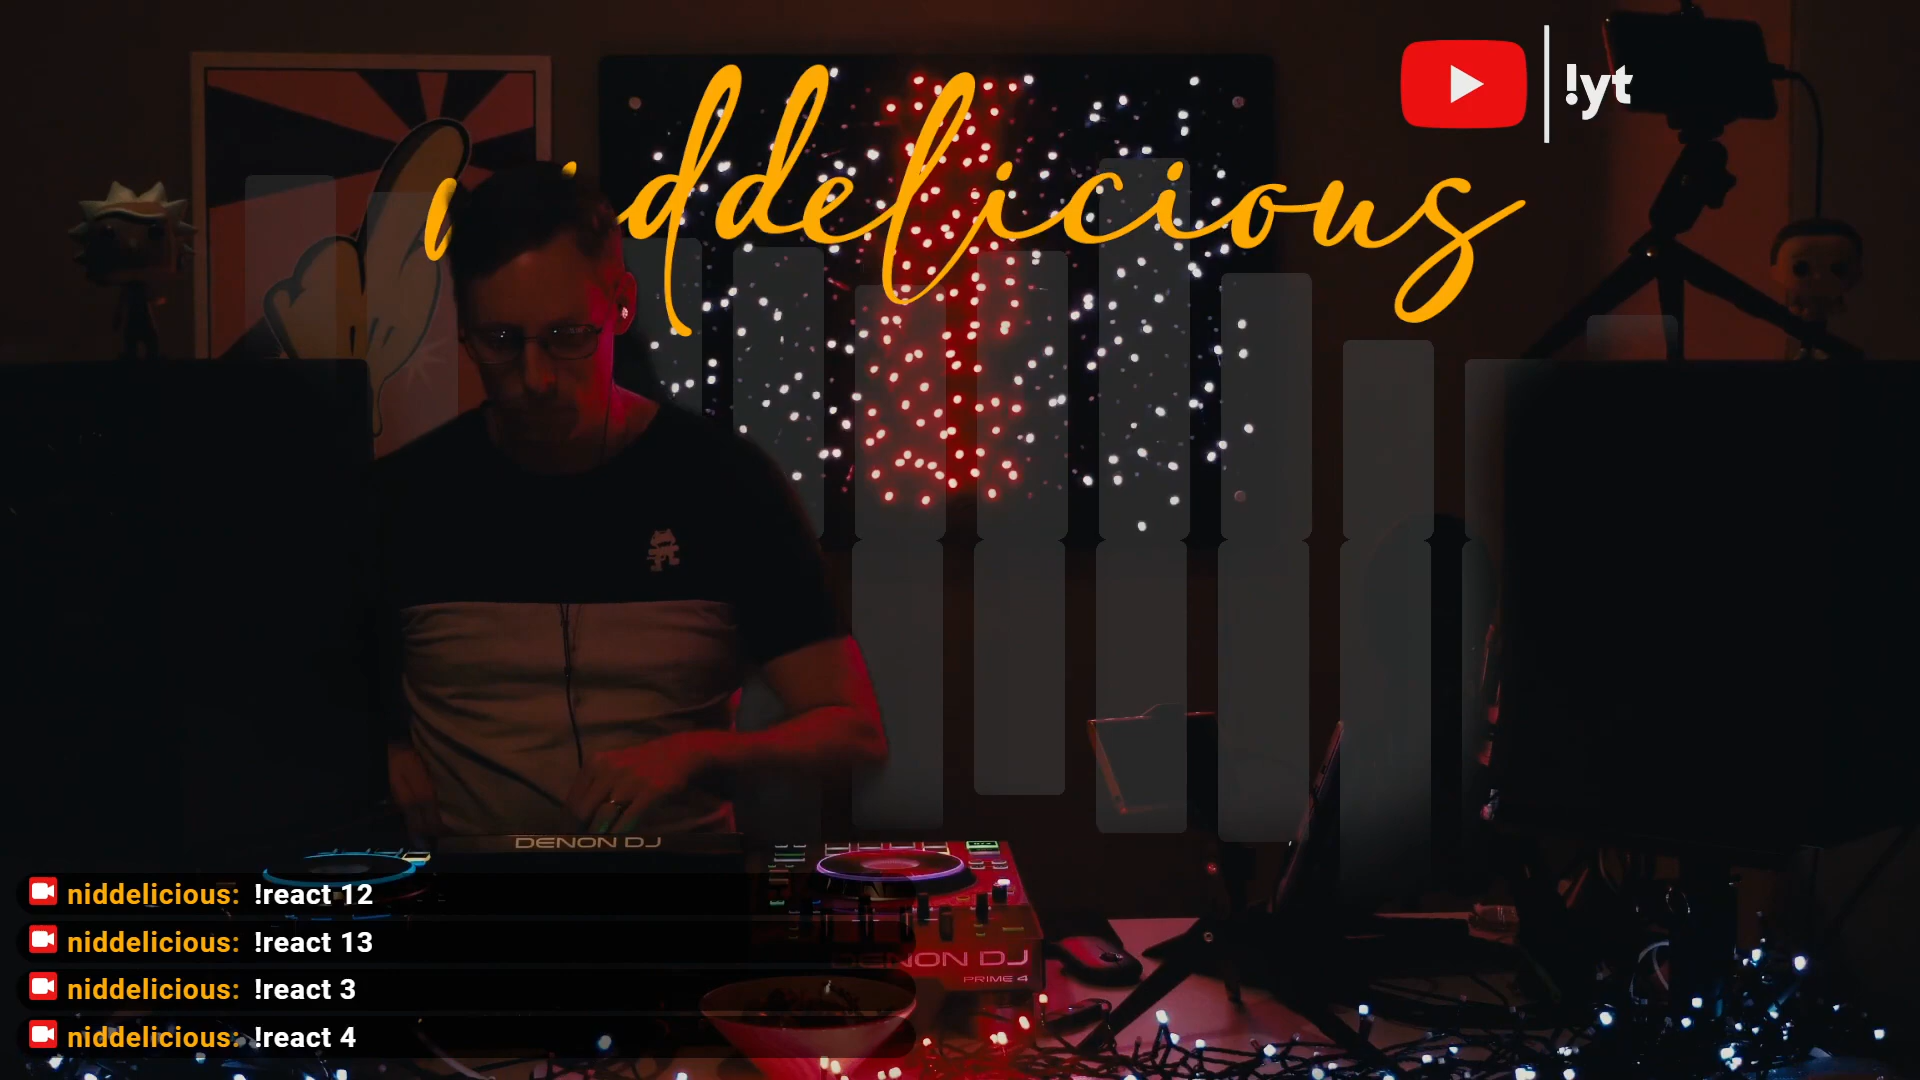 niddelicious
!yt
DENON DJ
DENON DJ
PRIME 4
niddelicious: !react 12
niddelicious: !react 13
niddelicious: !react 3
niddelicious: !react 4